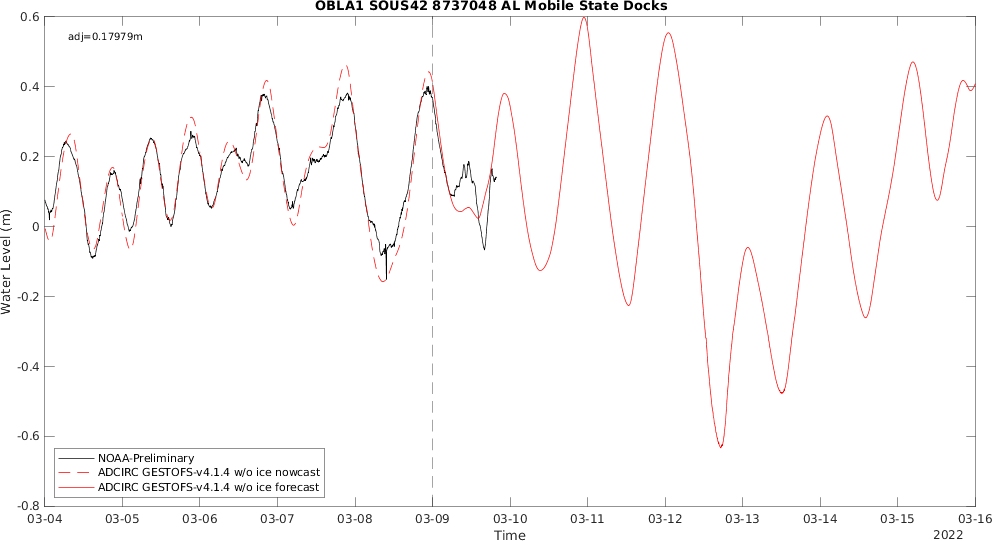 OBLA1 SOUS42 8737048 AL Mobile State Docks
adj=0.17979m
0.6
0.4
0.2
0
-0.2
-0.4
-0.6
-0.8
Water Level (m)
NOAA-Preliminary
ADCIRC GESTOFS-v4.1.4 w/o ice nowcast
ADCIRC GESTOFS-v4.1.4 w/o ice forecast
03-04 03-05 03-06 03-07 03-08 03-09 03-10 03-11 03-12 03-13 03-14 03-15 03-16
Time
2022